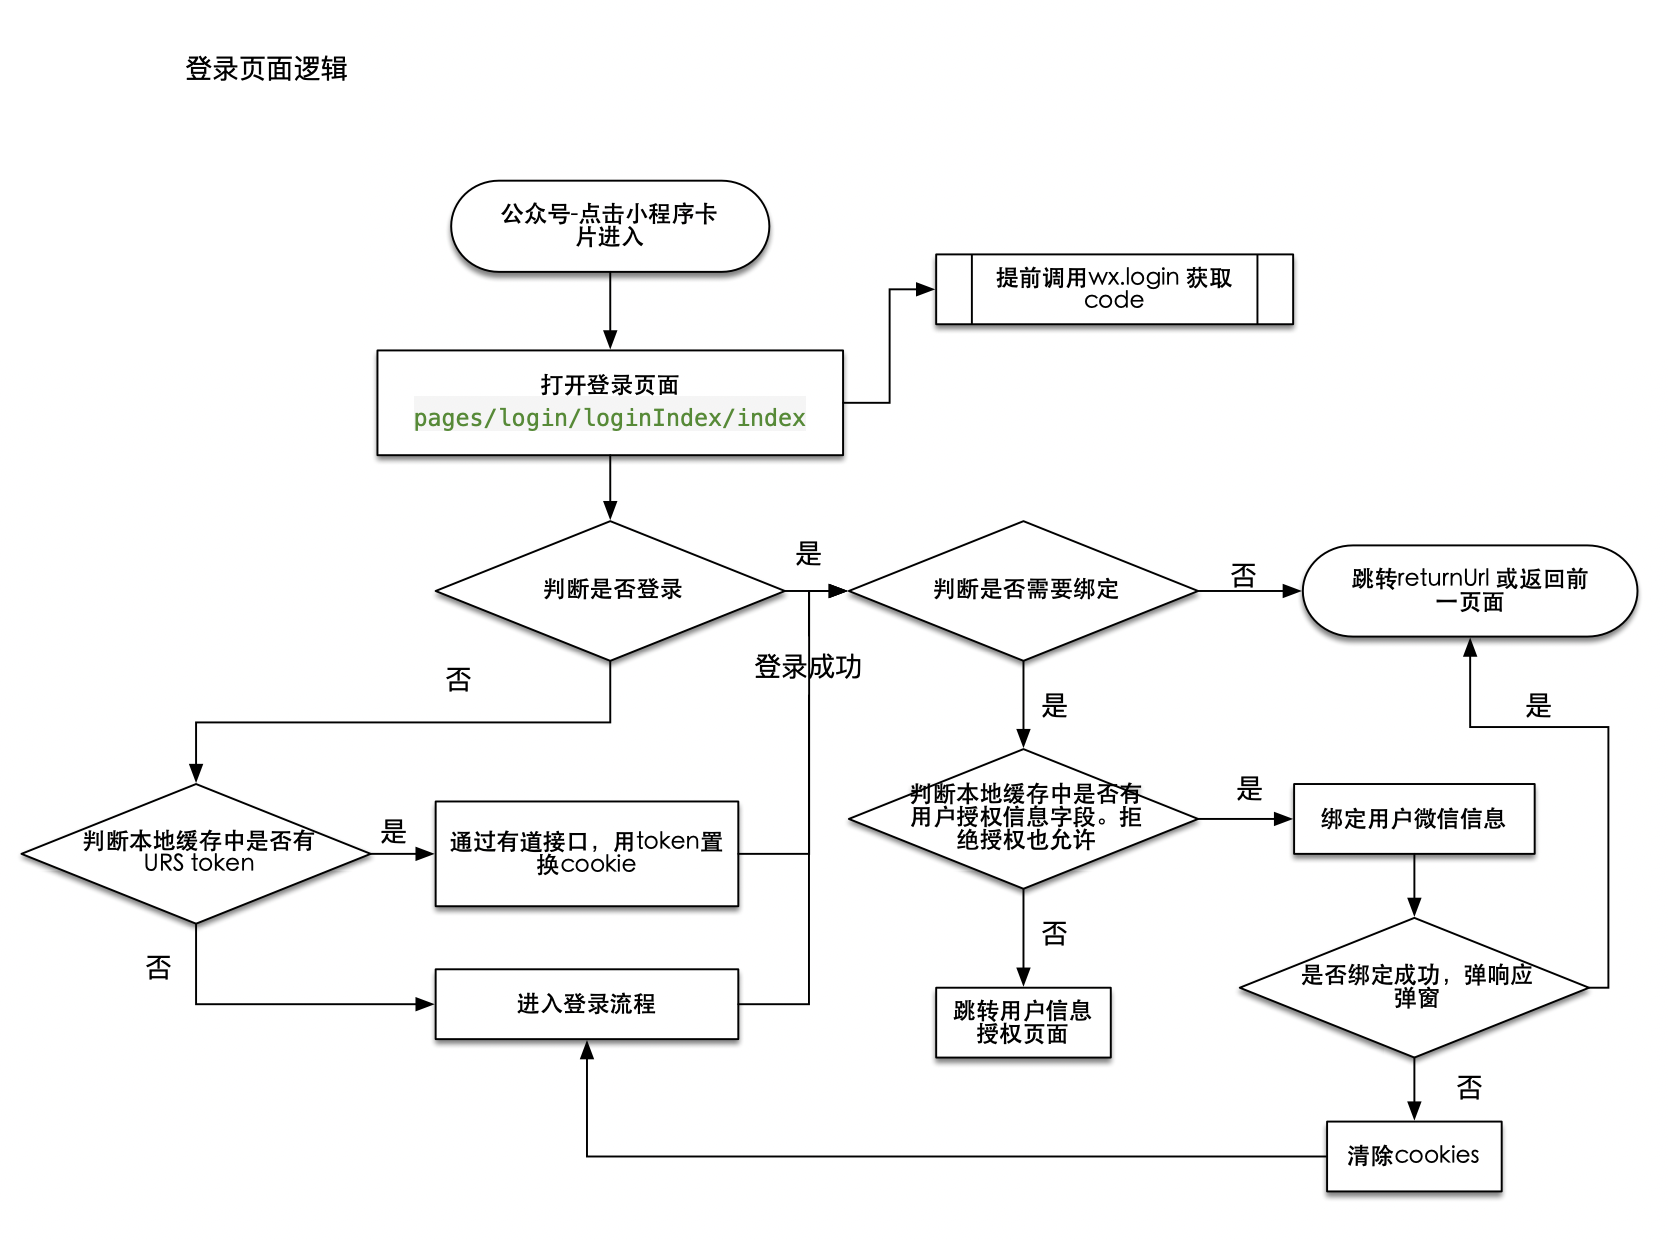 登录页面逻辑
公众号-点击小程序卡
片进入
提前调用wx.login 获取
code
打开登录页面
pages/login/loginIndex/index
判断是否登录
是
判断是否需要绑定
否
跳转returnUrl 或返回前
一页面
登录成功
否
是
是
判断本地缓存中是否有
URS token
是
通过有道接口，用token置
换cookie
判断本地缓存中是否有
用户授权信息字段。拒
绝授权也允许
是
绑定用户微信信息
否
进入登录流程
否
跳转用户信息
授权页面
是否绑定成功，弹响应
弹窗
否
清除cookies